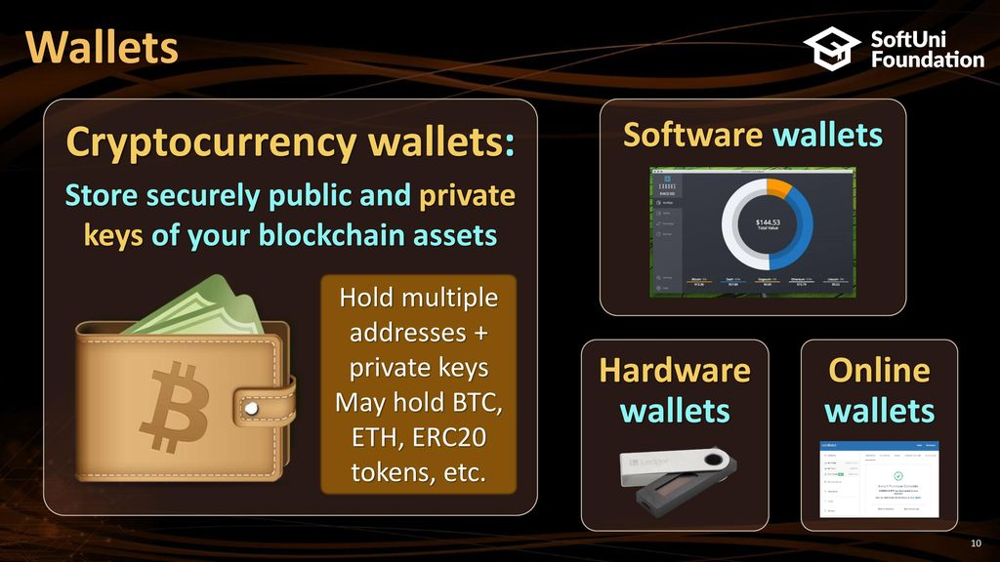 Wallets
SoftUni
Foundation
Cryptocurrency wallets:
Store securely public and private
keys of your blockchain assets
Hold multiple
addresses +
private keys
May hold BTC,
ETH, ERC20
tokens, etc.
Software wallets
EXODUS
$144.53
Total Value
Hardware
wallets
Ledger
Online
wallets
10